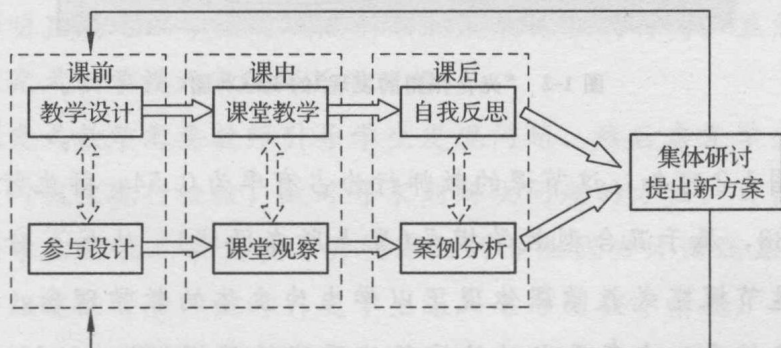 课前
课中
课后
教学设计
课堂教学
自我反思
集体研讨
提出新方案
参与设计
课堂观察
案例分析